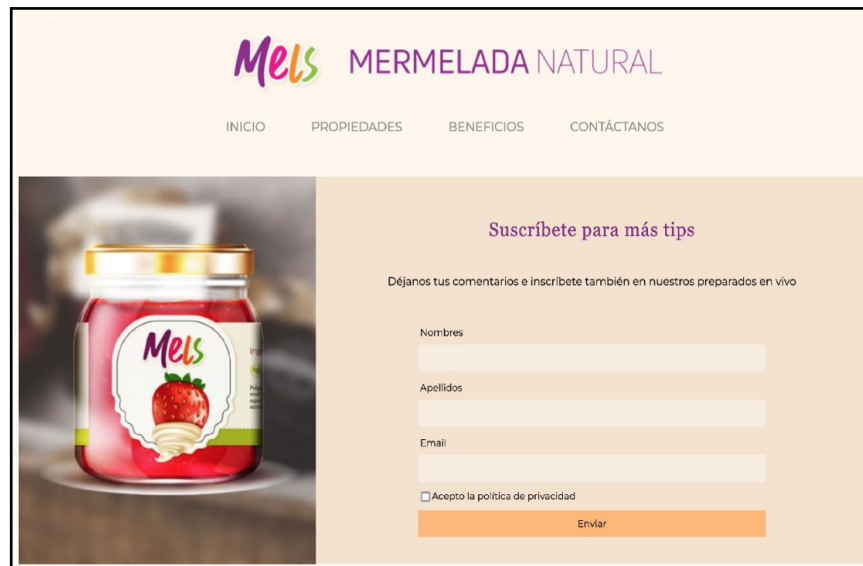 Mels MERMELADA NATURAL
INICIO PROPIEDADES BENEFICIOS CONTÁCTANOS
Mels
Suscríbete para más tips
Déjanos tus comentarios e inscríbete también en nuestros preparados en vivo
Nombres
Apellidos
Email
Acepto la política de privacidad
Enviar